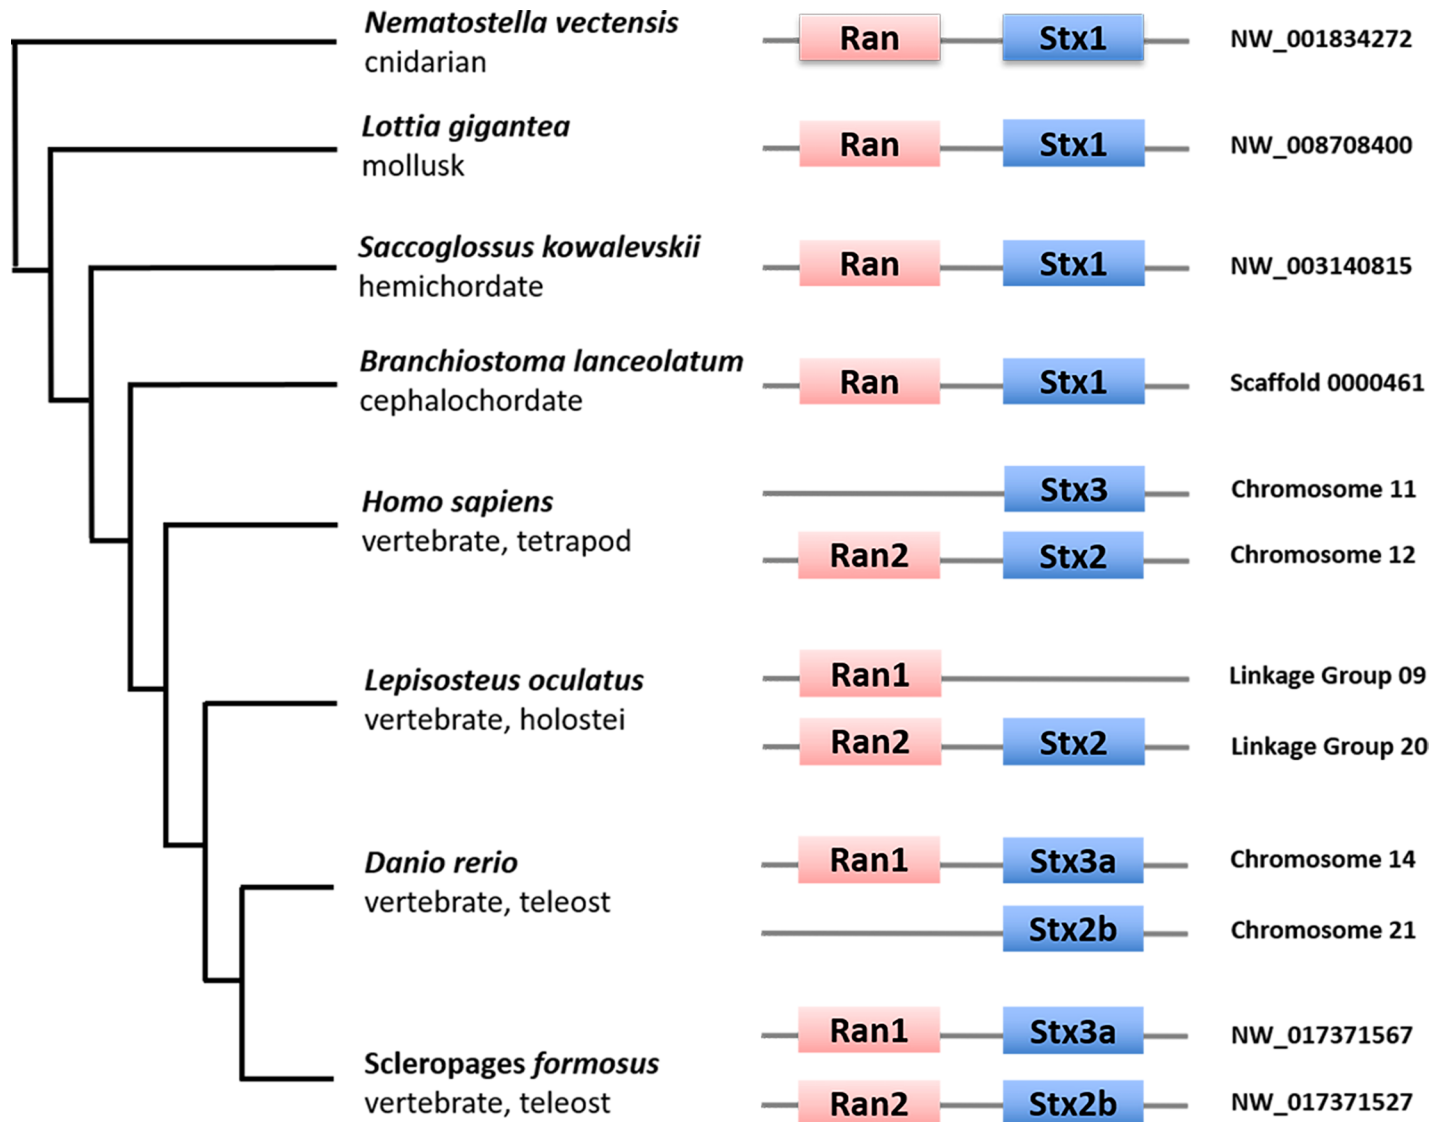 Nematostella vectensis
cnidarian
Ran Stx1 NW_001834272
Lottia gigantea
mollusk
Ran Stx1 NW_008708400
Saccoglossus kowalevskii
hemichordate
Ran Stx1 NW_003140815
Branchiostoma lanceolatum
cephalochordate
Ran Stx1 Scaffold 0000461
Homo sapiens
vertebrate, tetrapod
Stx3 Chromosome 11
Ran2 Stx2 Chromosome 12
Lepisosteus oculatus
vertebrate, holostei
Ran1 Linkage Group 09
Ran2 Stx2 Linkage Group 20
Danio rerio
vertebrate, teleost
Ran1 Stx3a Chromosome 14
Stx2b Chromosome 21
Scleropages formosus
vertebrate, teleost
Ran1 Stx3a NW_017371567
Ran2 Stx2b NW_017371527